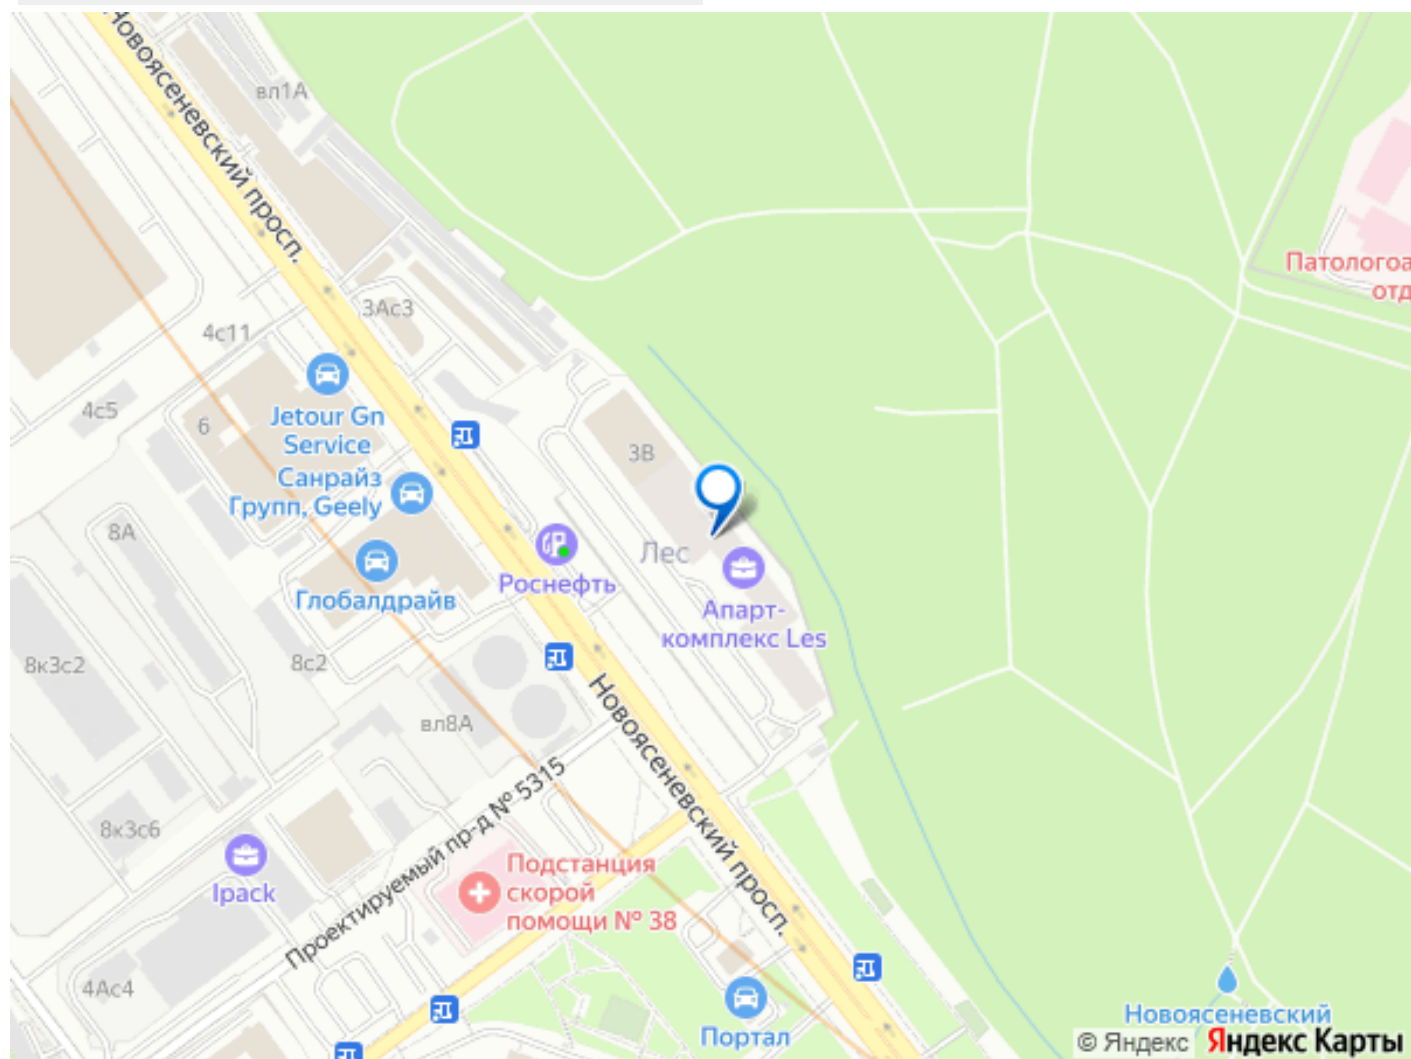 Новоясеневский просп.
вл1А
Патологоа
отд
3Ас3
4с11
4с5
Jetour Gn
Service
6
3В
Санрайз
Групп, Geely
8А
Лес
Роснефть
Глобалдрайв
Апарт-
комплекс Les
8к3с2
8с2
вл8А
Новоясеневский просп.
Проектируемый пр-д № 5315
8к3с6
Ipack
Подстанция
скорой
помощи № 38
4Ас4
Портал
Новоясеневский
© Яндекс Яндекс Карты